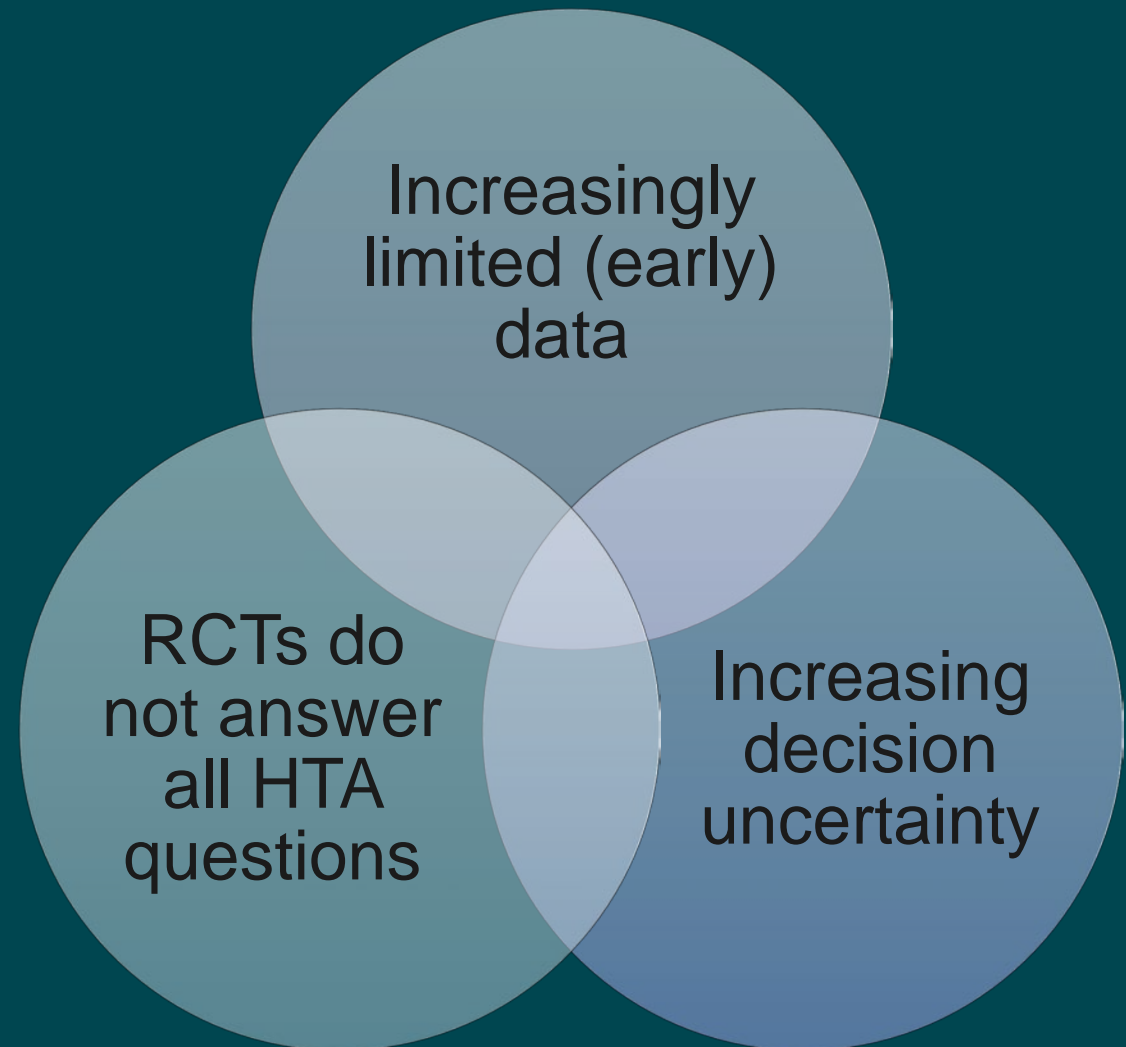 Increasingly
limited (early)
data
RCTs do
not answer
all HTA
questions
Increasing
decision
uncertainty